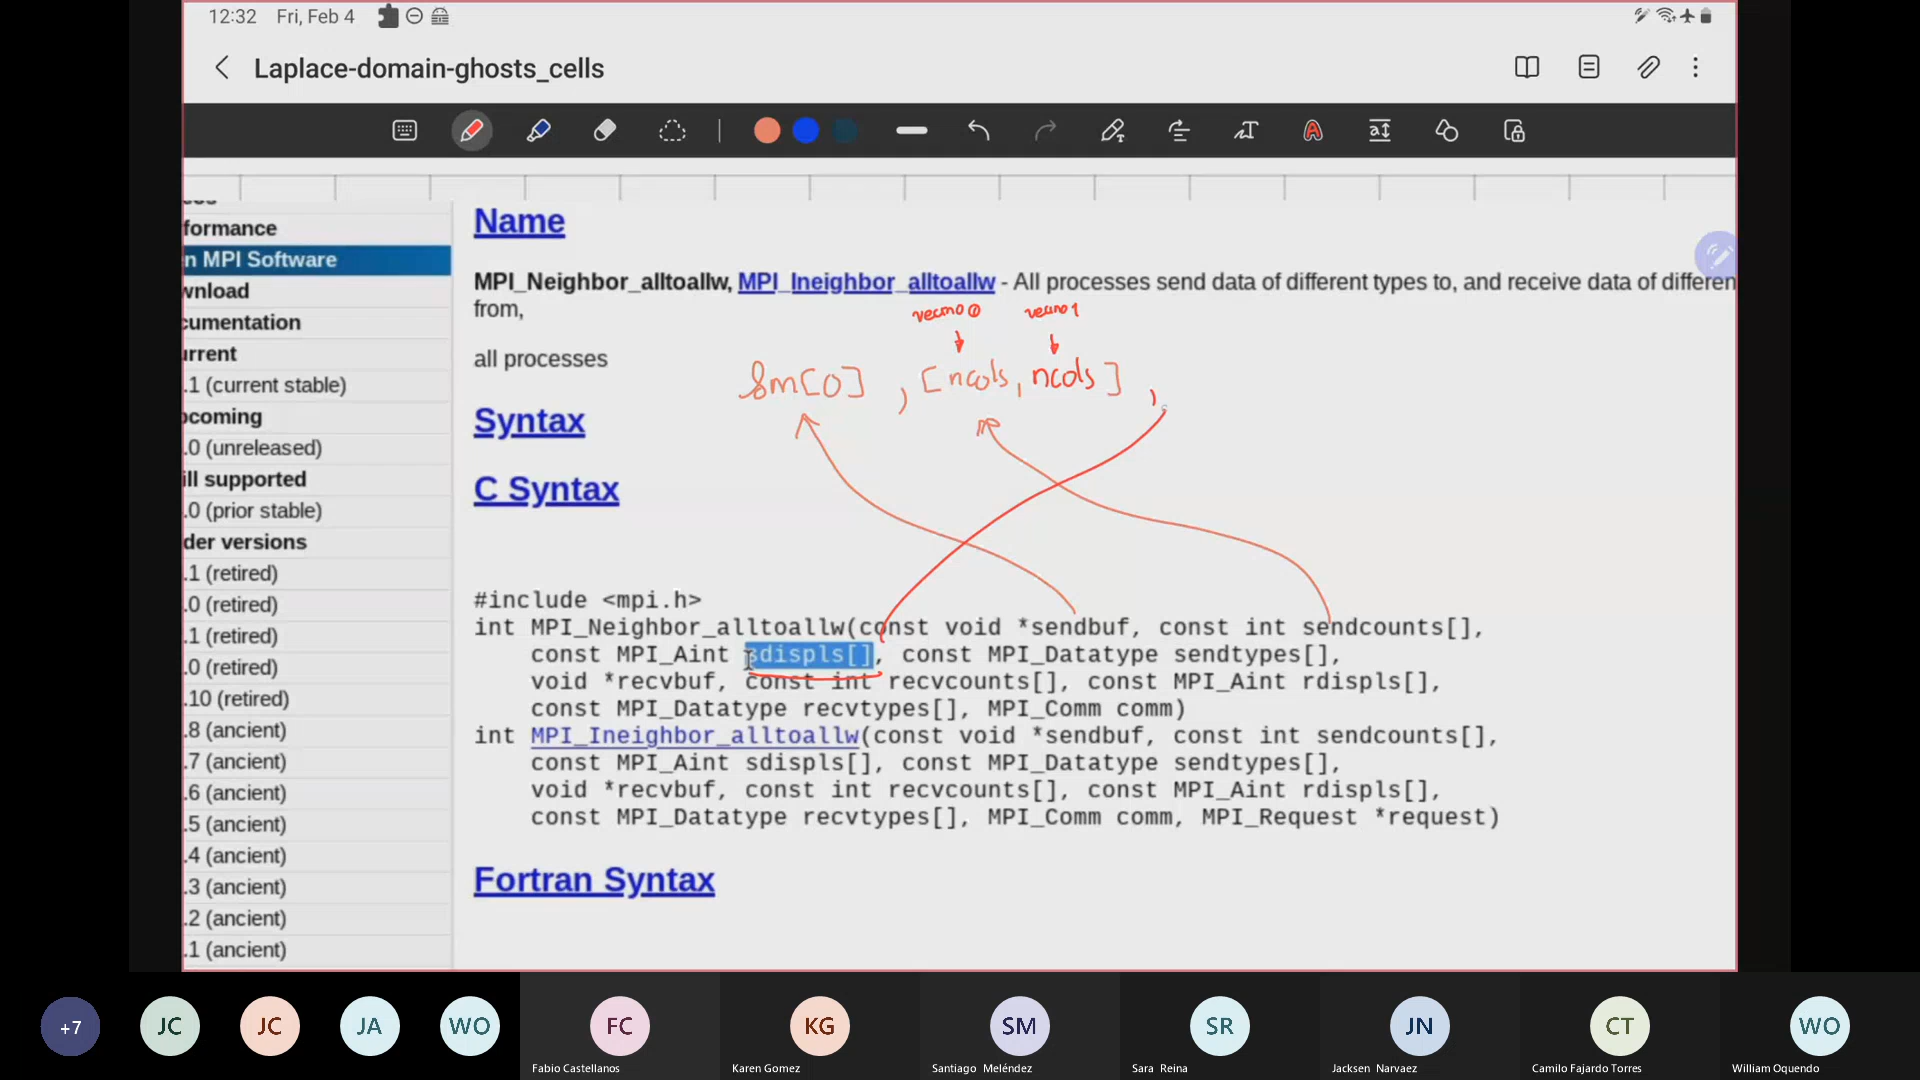 12:32 Fri, Feb 4
Laplace-domain-ghosts_cells
formance
n MPI Software
wnload
cumentation
urrent
.1 (current stable)
pcoming
.0 (unreleased)
ill supported
.0 (prior stable)
der versions
.1 (retired)
.0 (retired)
.1 (retired)
.0 (retired)
.10 (retired)
.8 (ancient)
.7 (ancient)
.6 (ancient)
.5 (ancient)
.4 (ancient)
.3 (ancient)
.2 (ancient)
.1 (ancient)
Name
MPI_Neighbor_alltoallw, MPI_Ineighbor_alltoallw - All processes send data of different types to, and receive data of differen
from,
vecino 0 vecino 1
all processes
[0] , [ncols, ncols] ,
Syntax
C Syntax
#include <mpi.h>
int MPI_Neighbor_alltoallw(const void *sendbuf, const int sendcounts[],
const MPI_Aint sdispls[], const MPI_Datatype sendtypes[],
void *recvbuf, const int recvcounts[], const MPI_Aint rdispls[],
const MPI_Datatype recvtypes[], MPI_Comm comm)
int MPI_Ineighbor_alltoallw(const void *sendbuf, const int sendcounts[],
const MPI_Aint sdispls[], const MPI_Datatype sendtypes[],
void *recvbuf, const int recvcounts[], const MPI_Aint rdispls[],
const MPI_Datatype recvtypes[], MPI_Comm comm, MPI_Request *request)
Fortran Syntax
+7 JC JC JA WO FC KG SM SR JN CT WO
Fabio Castellanos Karen Gomez Santiago Meléndez Sara Reina Jacksen Narvaez Camilo Fajardo Torres William Oquendo